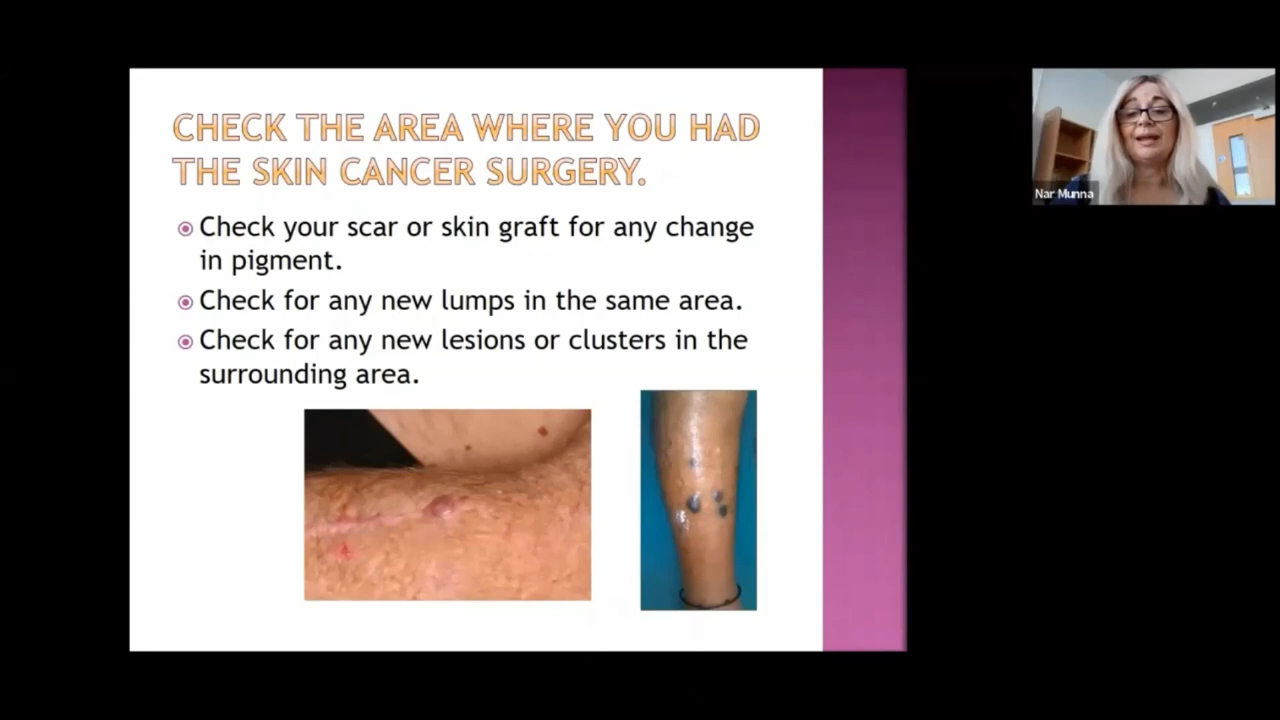 CHECK THE AREA WHERE YOU HAD
THE SKIN CANCER SURGERY.
Check your scar or skin graft for any change
in pigment.
Check for any new lumps in the same area.
Check for any new lesions or clusters in the
surrounding area.
Nar Munna